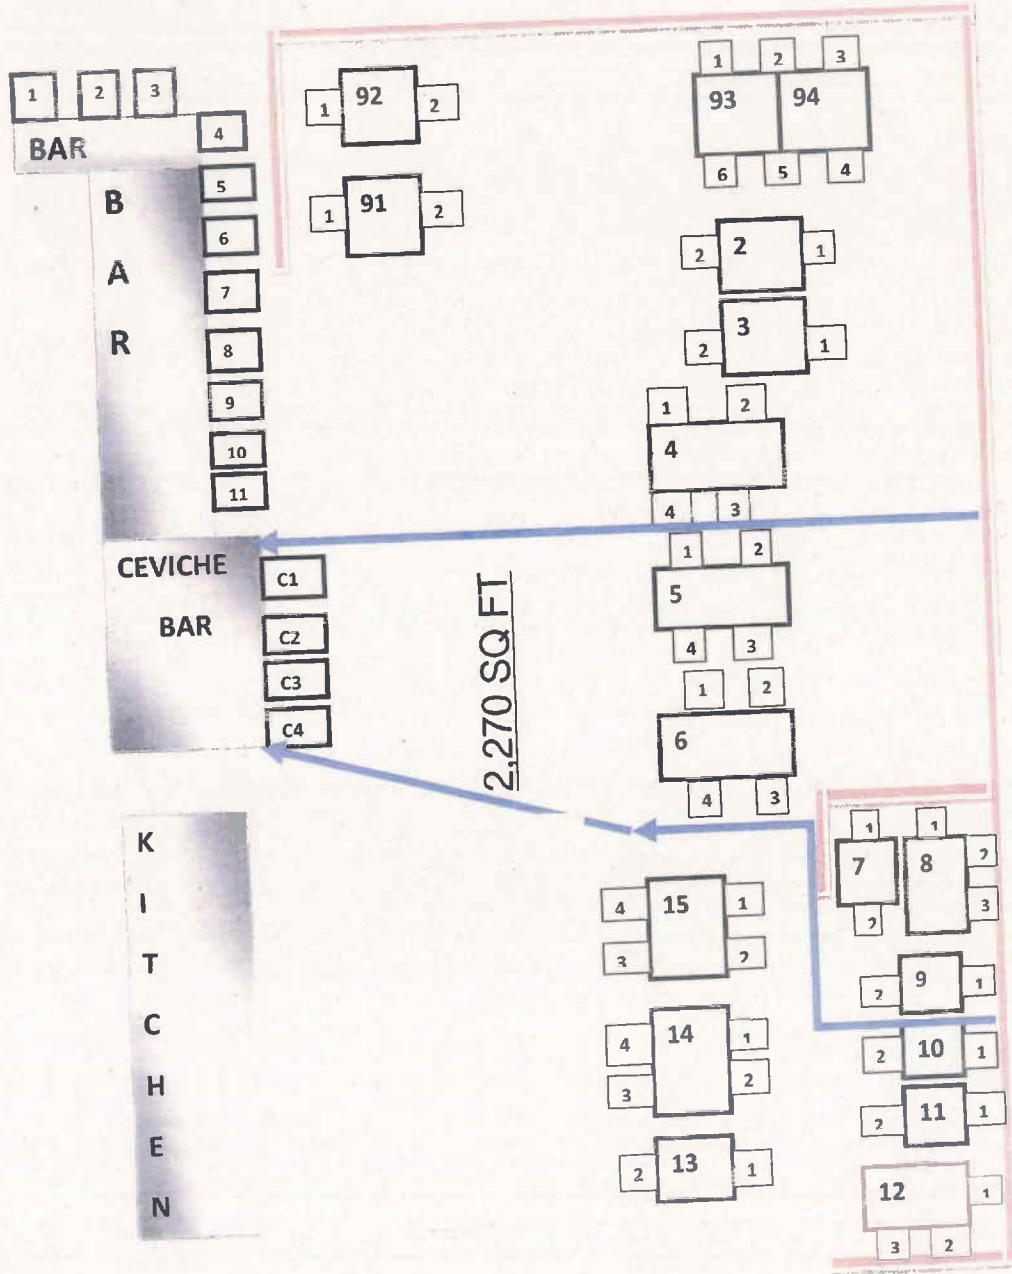 1 2 3
BAR
4
5
6
7
8
9
10
11
B
A
R
1 92 2
1 91 2
1 2 3
93 94
6 5 4
2 2 1
2 3 1
1 2
4
4 3
CEVICHE
BAR
C1
C2
C3
C4
2,270 SQ FT
1 2
5
4 3
1 2
6
4 3
K
I
T
C
H
E
N
1
7
2
1
8 2
3
4 15 1
3 2
2 9 1
4 14 1
3 2
2 10 1
2 11 1
2 13 1
12 1
3 2